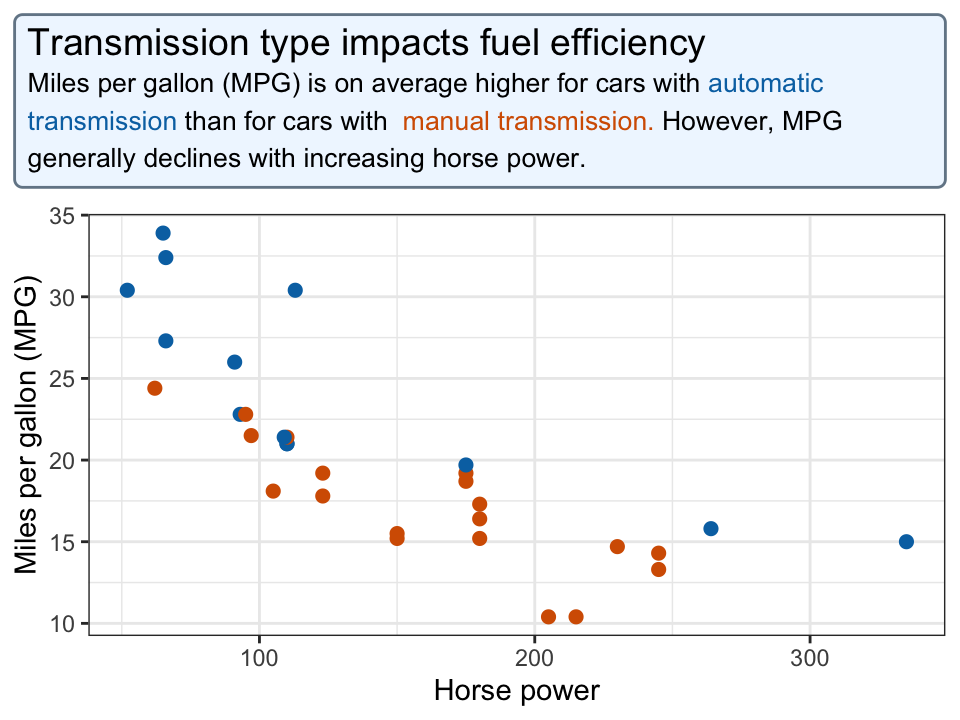 Transmission type impacts fuel efficiency
Miles per gallon (MPG) is on average higher for cars with automatic
transmission than for cars with manual transmission. However, MPG
generally declines with increasing horse power.
35
30
25
20
15
10
Miles per gallon (MPG)
100
200
300
Horse power